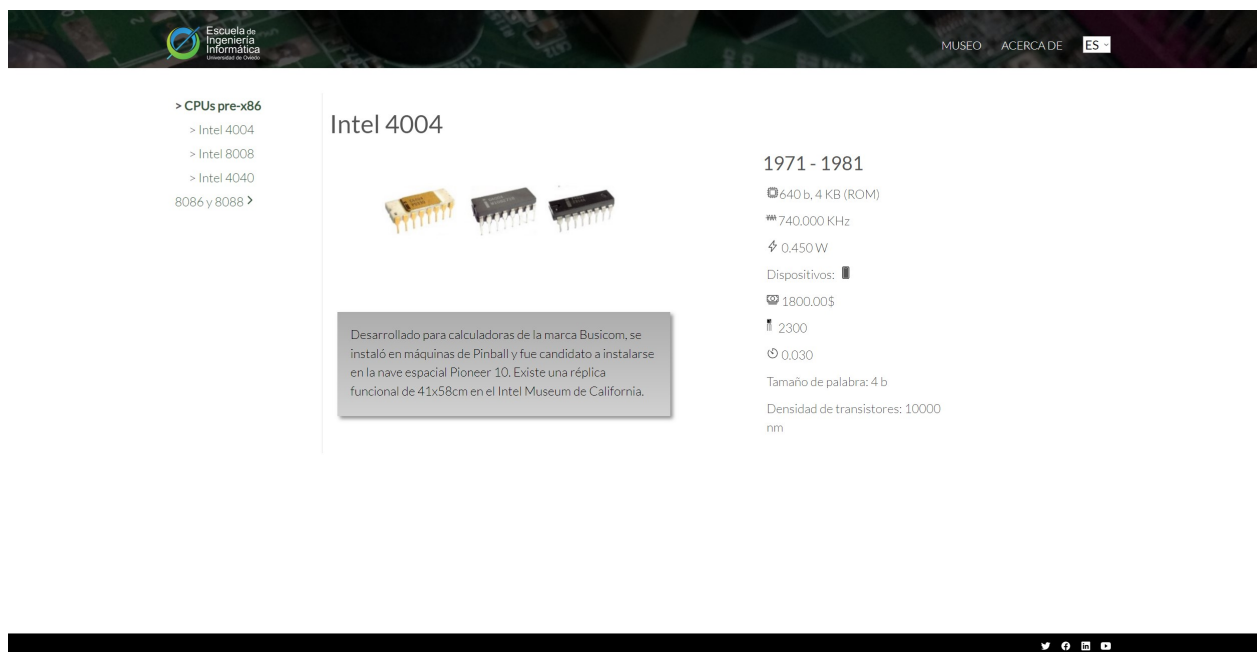 Escuela de
Ingeniería
Informática
Universidad de Oviedo
MUSEO ACERCA DE ES
> CPUs pre-x86
> Intel 4004
> Intel 8008
> Intel 4040
8086 y 8088 >
Intel 4004
Desarrollado para calculadoras de la marca Busicom, se
instaló en máquinas de Pinball y fue candidato a instalarse
en la nave espacial Pioneer 10. Existe una réplica
funcional de 41x58cm en el Intel Museum de California.
1971 - 1981
640 b, 4 KB (ROM)
740.000 KHz
0.450 W
Dispositivos:
1800.00$
2300
0.030
Tamaño de palabra: 4 b
Densidad de transistores: 10000
nm